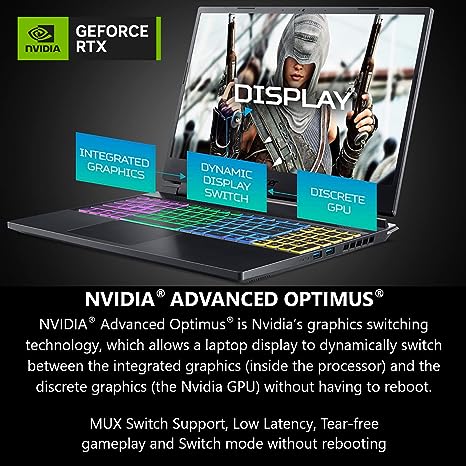 NVIDIA
GEFORCE
RTX
DISPLAY
INTEGRATED
GRAPHICS
DYNAMIC
DISPLAY
SWITCH
DISCRETE
GPU
NVIDIA® ADVANCED OPTIMUS®
NVIDIA® Advanced Optimus® is Nvidia's graphics switching
technology, which allows a laptop display to dynamically switch
between the integrated graphics (inside the processor) and the
discrete graphics (the Nvidia GPU) without having to reboot.
MUX Switch Support, Low Latency, Tear-free
gameplay and Switch mode without rebooting